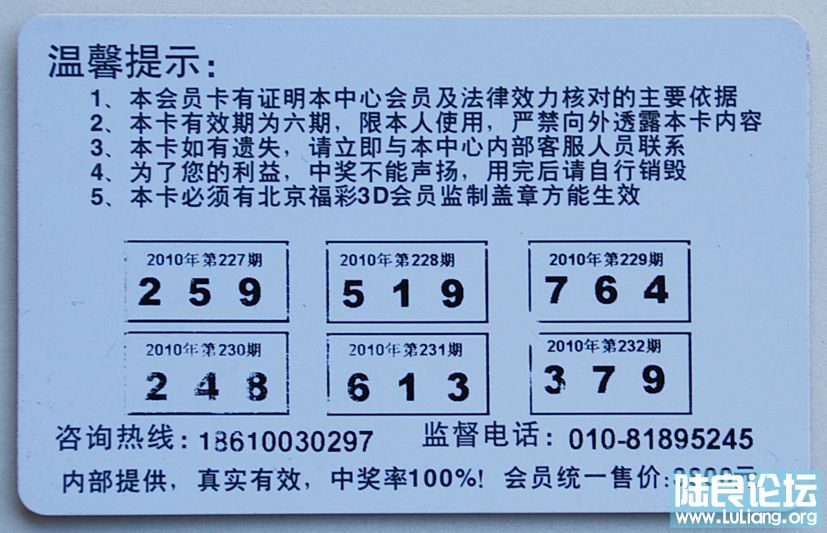 温馨提示：
1、本会员卡有证明本中心会员及法律效力核对的主要依据
2、本卡有效期为六期，限本人使用，严禁向外透露本卡内容
3、本卡如有遗失，请立即与本中心内部客服人员联系
4、为了您的利益，中奖不能声扬，用完后请自行销毁
5、本卡必须有北京福彩3D会员监制盖章方能生效
2010年第227期 2010年第228期 2010年第229期
2 5 9 5 1 9 7 6 4
2010年第230期 2010年第231期 2010年第232期
2 4 8 6 1 3 3 7 9
咨询热线：18610030297 监督电话：010-81895245
内部提供，真实有效，中奖率100%！会员统一售价:
陆良论坛
www.LuLiang.org